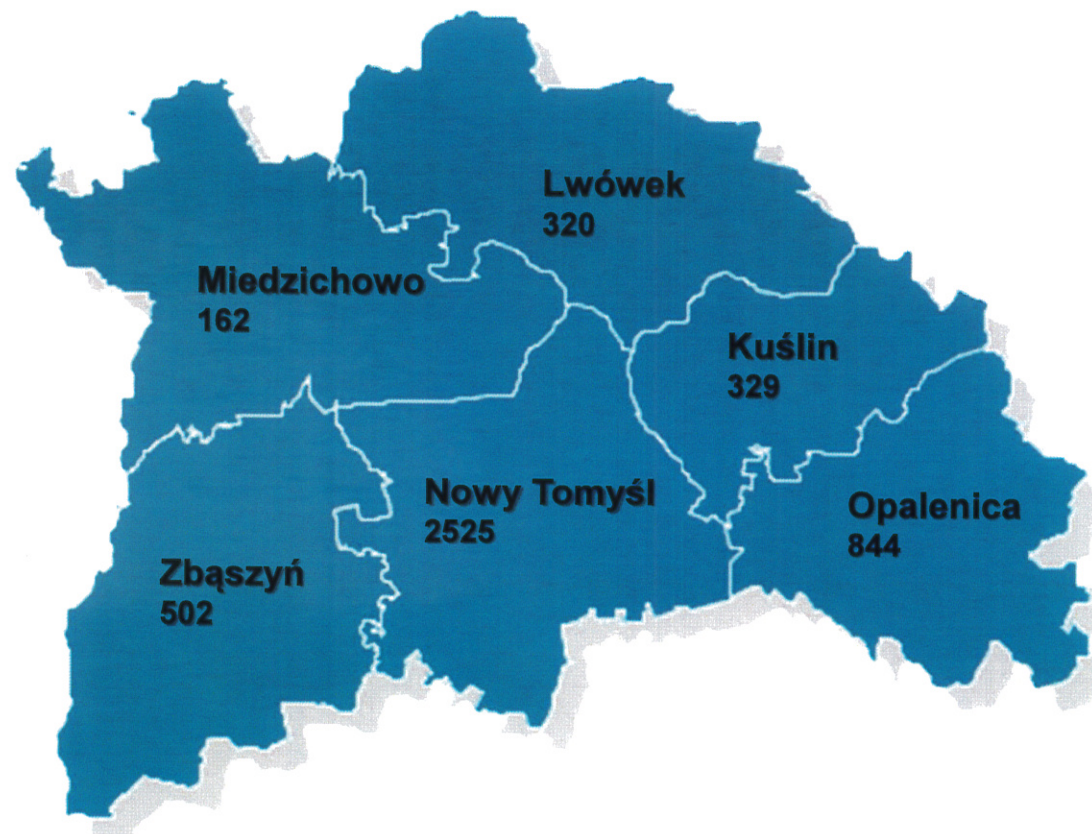 Lwówek
320
Miedzichowo
162
Kuślin
329
Nowy Tomyśl
2525
Opalenica
844
Zbąszyń
502